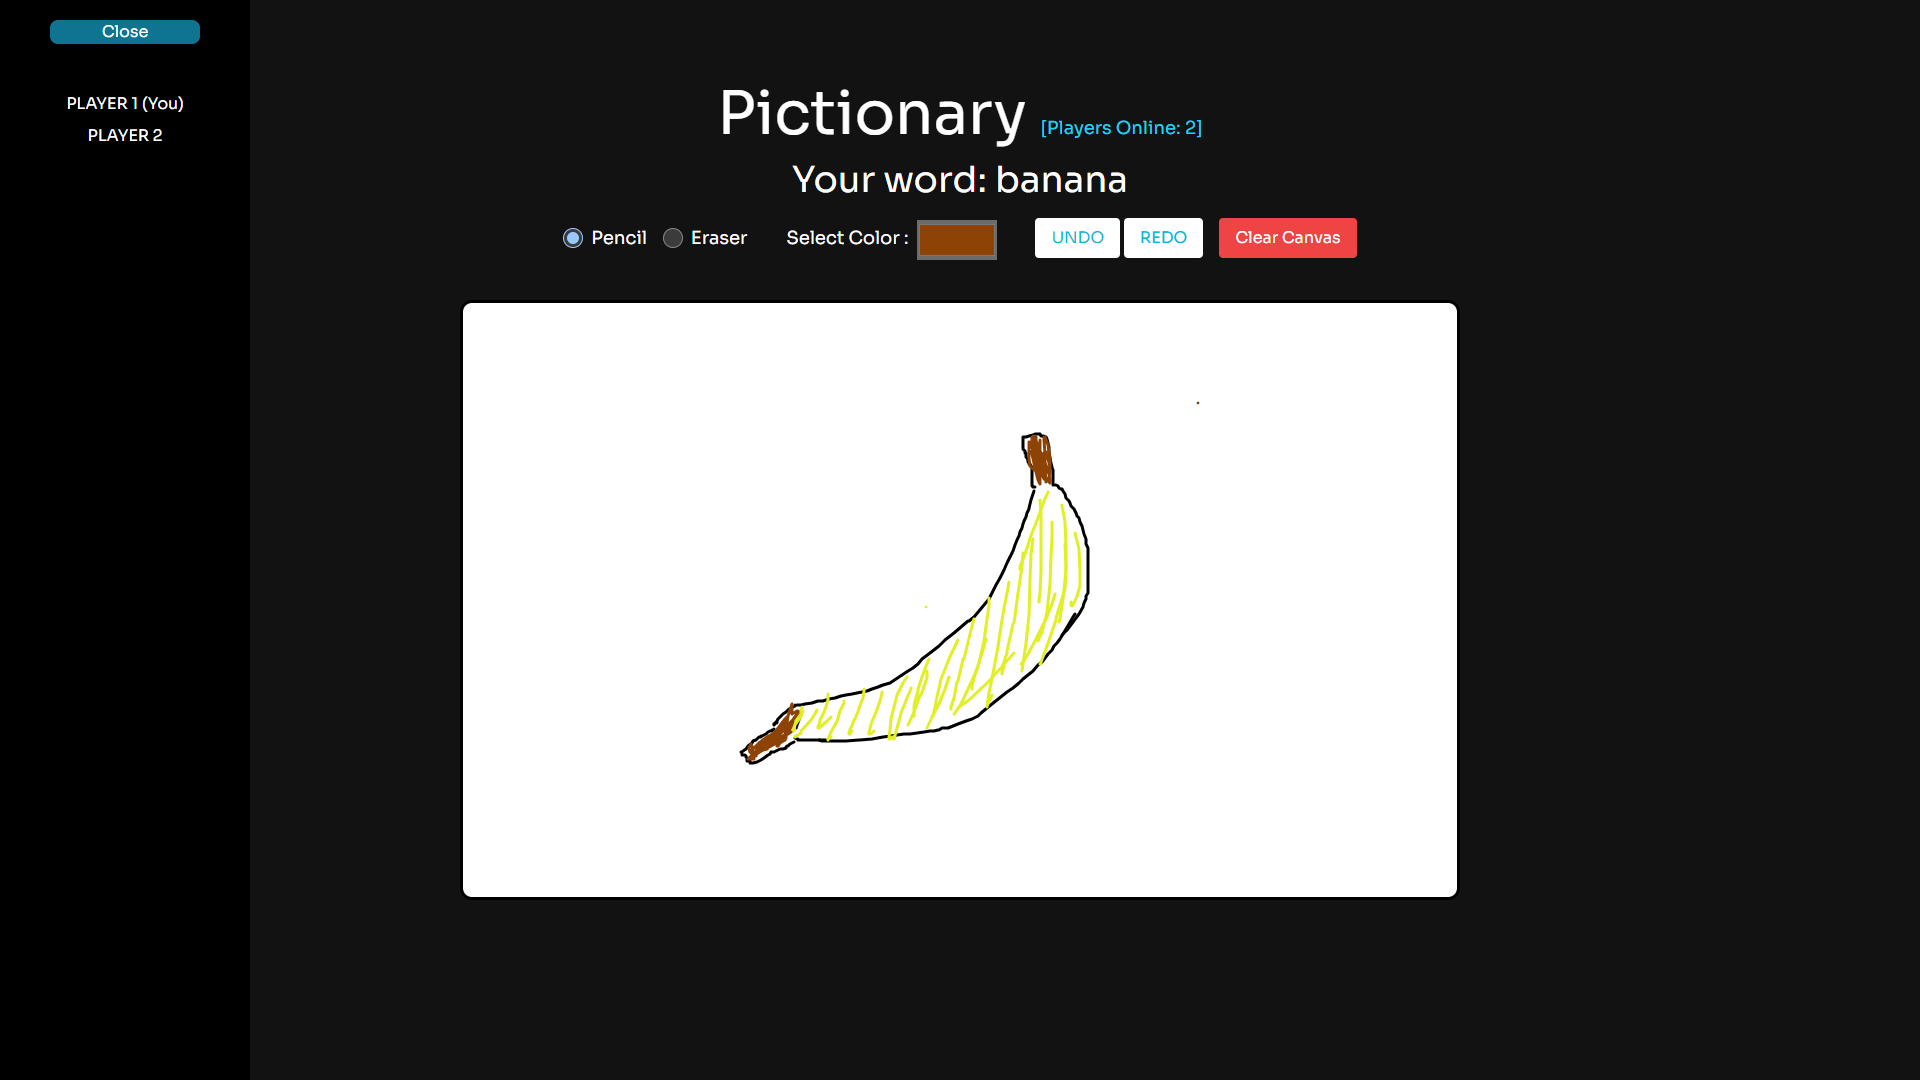 Close
PLAYER 1 (You)
PLAYER 2
Pictionary [Players Online: 2]
Your word: banana
Pencil Eraser Select Color : UNDO REDO Clear Canvas